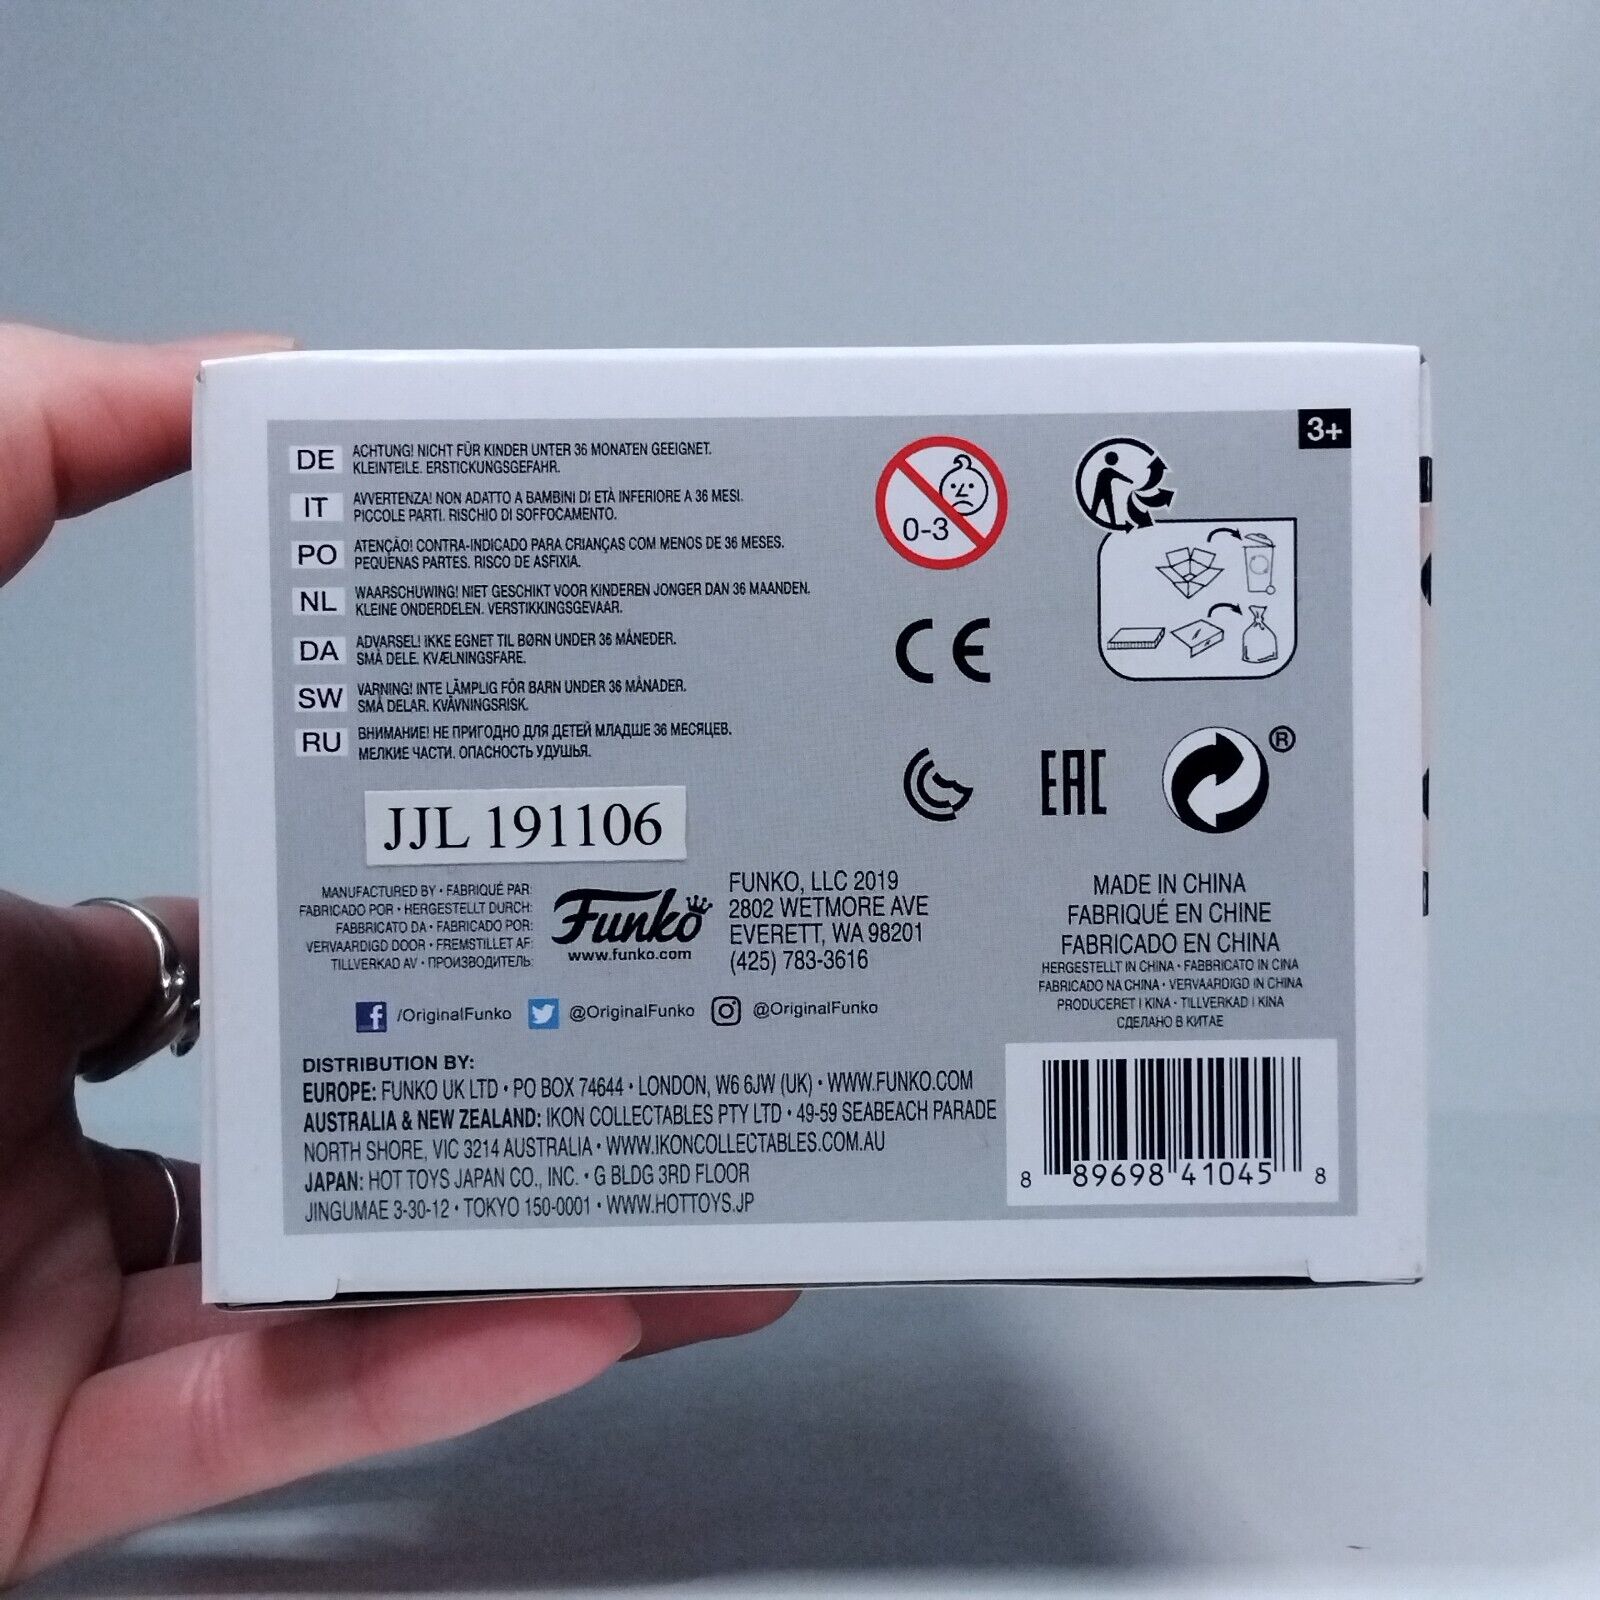 3+
DE ACHTUNG! NICHT FÜR KINDER UNTER 36 MONATEN GEEIGNET.
KLEINTEILE. ERSTICKUNGSGEFAHR.
IT AVVERTENZA! NON ADATTO A BAMBINI DI ETÀ INFERIORE A 36 MESI.
PICCOLE PARTI. RISCHIO DI SOFFOCAMENTO.
PO ATENÇÃO! CONTRA-INDICADO PARA CRIANÇAS COM MENOS DE 36 MESES.
PEQUENAS PARTES. RISCO DE ASFIXIA.
NL WAARSCHUWING! NIET GESCHIKT VOOR KINDEREN JONGER DAN 36 MAANDEN.
KLEINE ONDERDELEN. VERSTIKKINGSGEVAAR.
DA ADVARSEL! IKKE EGNET TIL BØRN UNDER 36 MÅNEDER.
SMÅ DELE. KVÆLNINGSFARE.
SW VARNING! INTE LÄMPLIG FÖR BARN UNDER 36 MÅNADER.
SMÅ DELAR. KVÄVNINGSRISK.
RU ВНИМАНИЕ! НЕ ПРИГОДНО ДЛЯ ДЕТЕЙ МЛАДШЕ 36 МЕСЯЦЕВ.
МЕЛКИЕ ЧАСТИ. ОПАСНОСТЬ УДУШЬЯ.
0-3
CE
EAC
®
JJL 191106
MANUFACTURED BY • FABRIQUÉ PAR:
FABRICADO POR • HERGESTELLT DURCH:
FABBRICATO DA • FABRICADO POR:
VERVAARDIGD DOOR • FREMSTILLET AF:
TILLVERKAD AV • ПРОИЗВОДИТЕЛЬ:
Funko
www.funko.com
FUNKO, LLC 2019
2802 WETMORE AVE
EVERETT, WA 98201
(425) 783-3616
MADE IN CHINA
FABRIQUÉ EN CHINE
FABRICADO EN CHINA
HERGESTELLT IN CHINA • FABBRICATO IN CINA
FABRICADO NA CHINA • VERVAARDIGD IN CHINA
PRODUCERET I KINA • TILLVERKAD I KINA
СДЕЛАНО В КИТАЕ
f /OriginalFunko @OriginalFunko @OriginalFunko
DISTRIBUTION BY:
EUROPE: FUNKO UK LTD • PO BOX 74644 • LONDON, W6 6JW (UK) • WWW.FUNKO.COM
AUSTRALIA & NEW ZEALAND: IKON COLLECTABLES PTY LTD • 49-59 SEABEACH PARADE
NORTH SHORE, VIC 3214 AUSTRALIA • WWW.IKONCOLLECTABLES.COM.AU
JAPAN: HOT TOYS JAPAN CO., INC. • G BLDG 3RD FLOOR
JINGUMAE 3-30-12 • TOKYO 150-0001 • WWW.HOTTOYS.JP
8 89698 41045 8